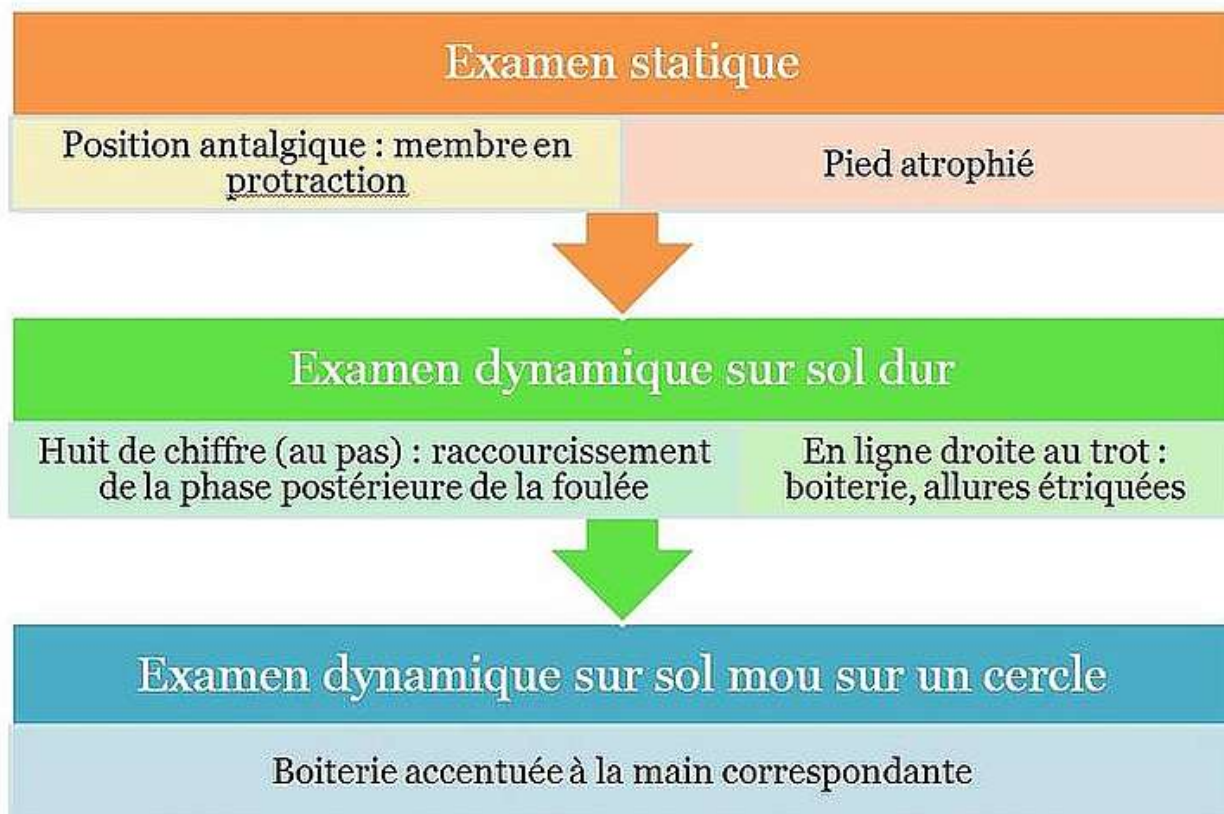 Examen statique
Position antalgique : membre en
protraction
Pied atrophié
Examen dynamique sur sol dur
Huit de chiffre (au pas) : raccourcissement
de la phase postérieure de la foulée
En ligne droite au trot :
boiterie, allures étriquées
Examen dynamique sur sol mou sur un cercle
Boiterie accentuée à la main correspondante